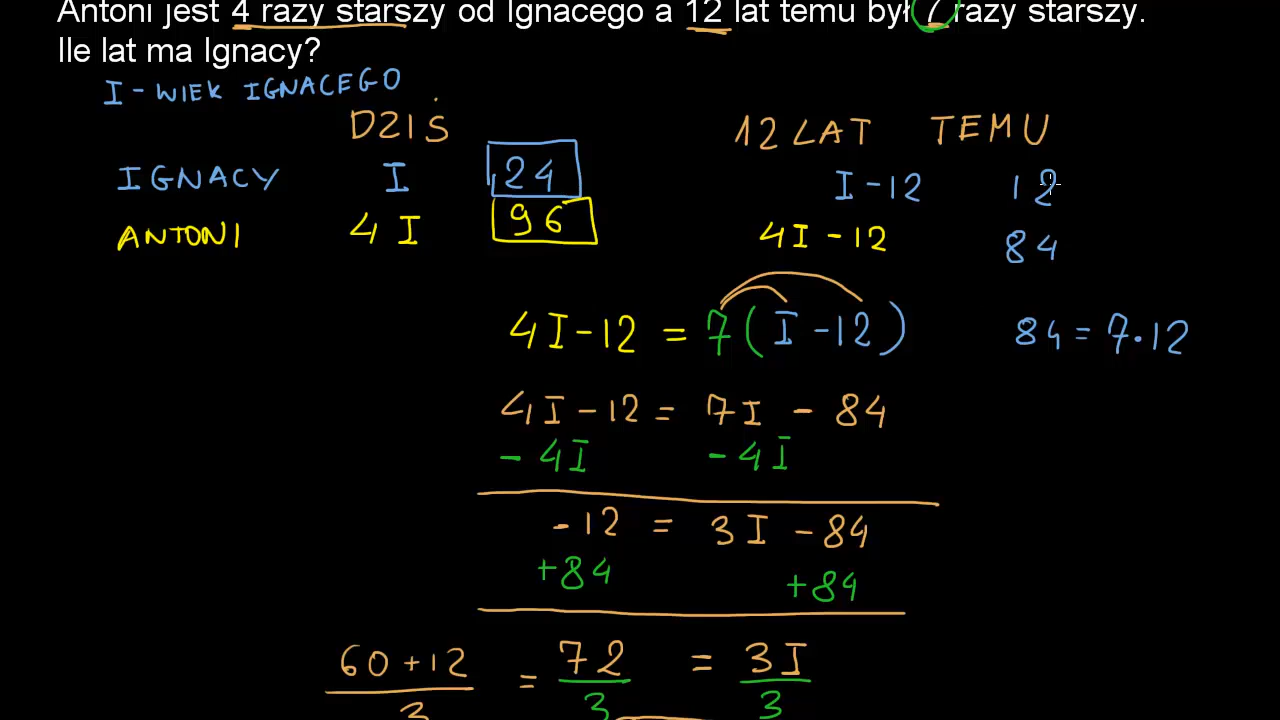 Antoni jest 4 razy starszy od Ignacego a 12 lat temu był 7 razy starszy.
Ile lat ma Ignacy?
I - WIEK IGNACEGO
DZIŚ 12 LAT TEMU
IGNACY I 24 I - 12 12
ANTONI 4I 96 4I - 12 84
4I - 12 = 7(I - 12) 84 = 7·12
4I - 12 = 7I - 84
- 4I - 4I
-12 = 3I - 84
+84 +84
60 + 12 = 72 = 3I
3 3 3